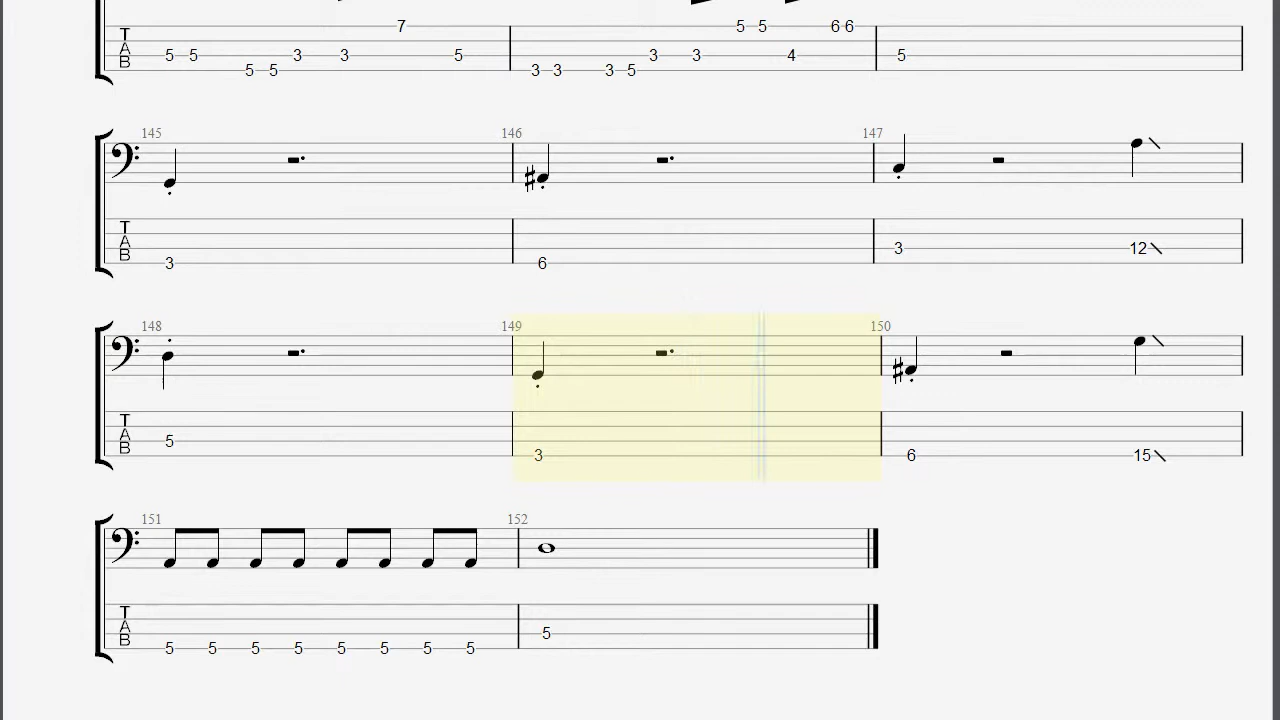 7 5 5 6 6
T
A 5 5 3 3 5 3 3 4 5
B 5 5 3 3 3 5
145 146 147
T
A 3 12
B 3 6
148 149 150
T
A 5
B 3 6 15
151 152
T
A 5
B 5 5 5 5 5 5 5 5